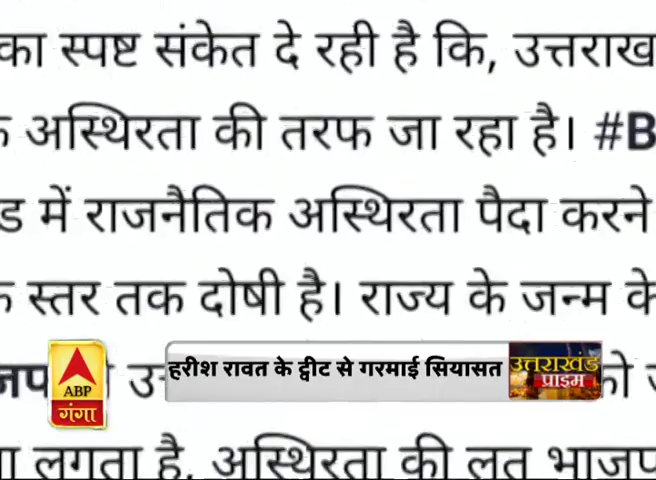 का स्पष्ट संकेत दे रही है कि, उत्तराख
अस्थिरता की तरफ जा रहा है। #B
ड में राजनैतिक अस्थिरता पैदा करने
स्तर तक दोषी है। राज्य के जन्म के
जप
उ
को
हरीश रावत के ट्वीट से गरमाई सियासत
उत्तराखंड
प्राइम
ABP
गंगा
लगता है, अस्थिरता की लत भाजप